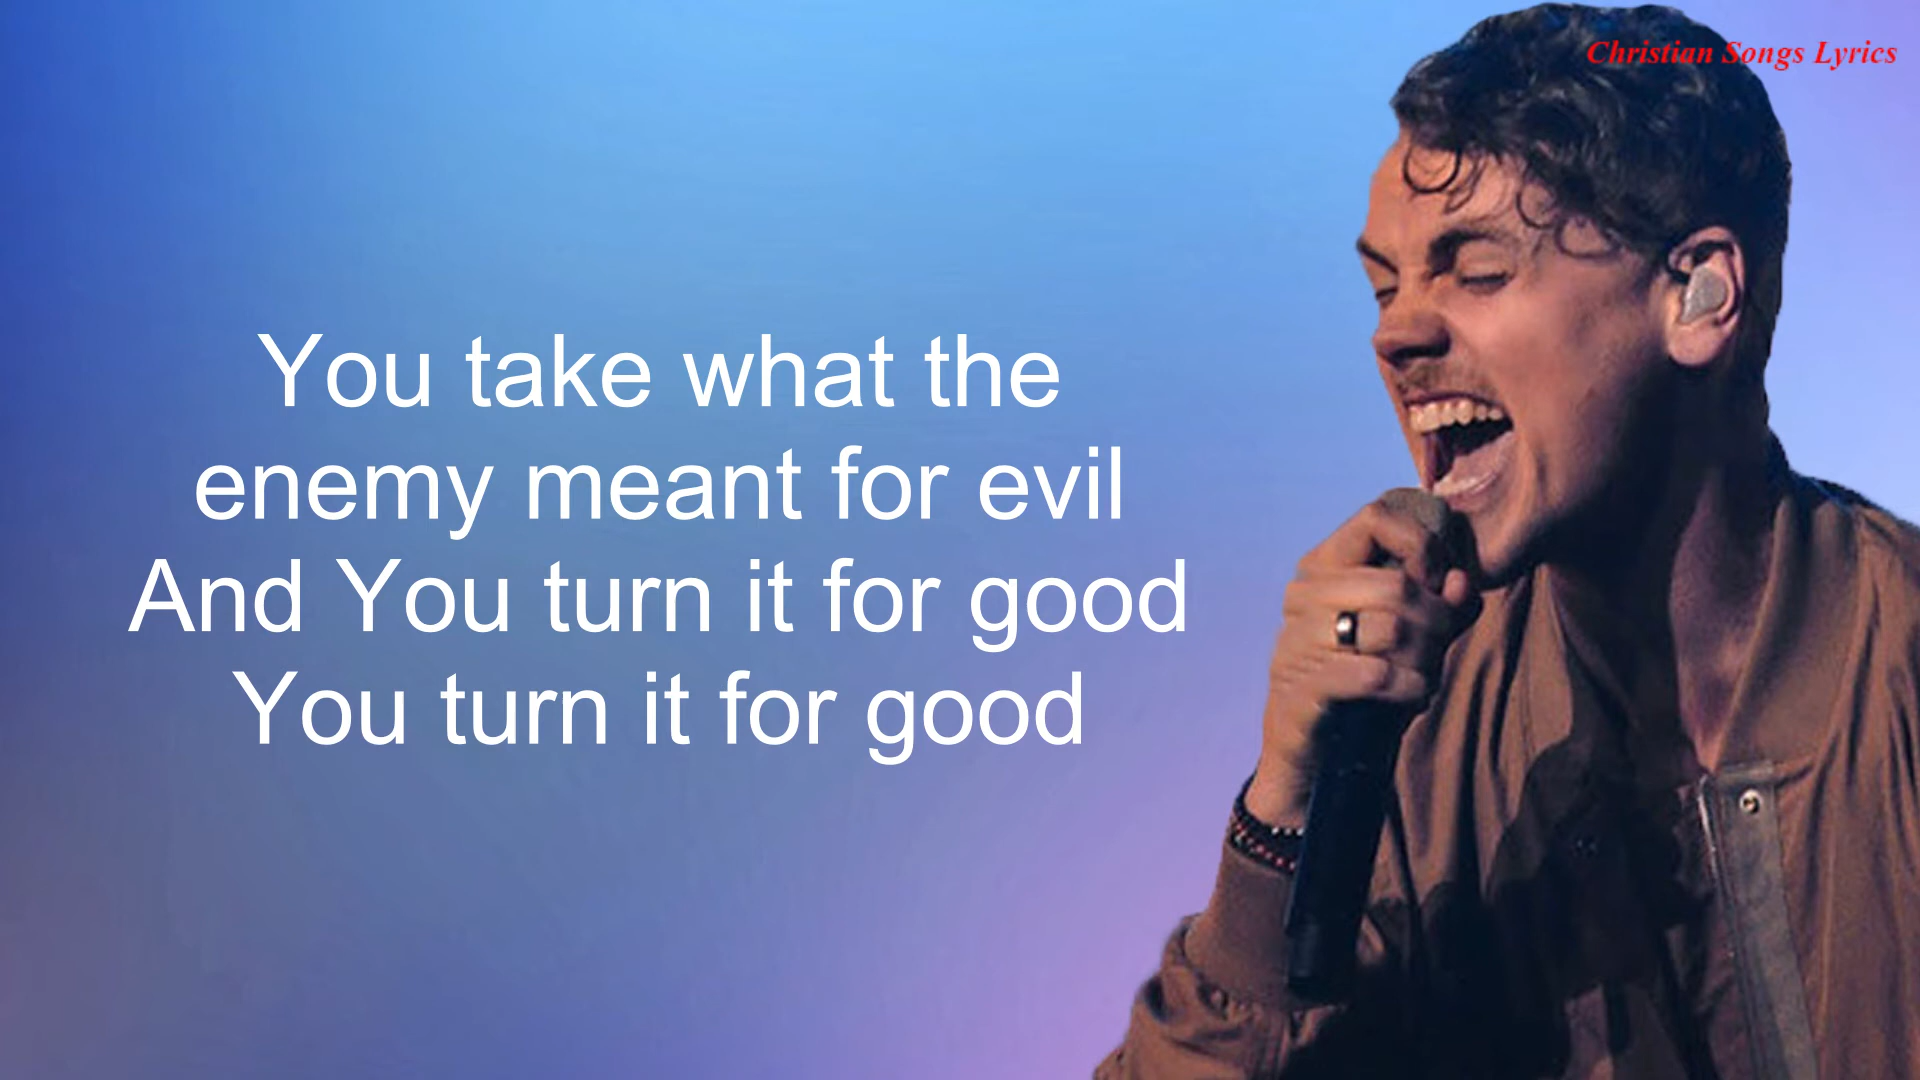 Christian Songs Lyrics
You take what the
enemy meant for evil
And You turn it for good
You turn it for good